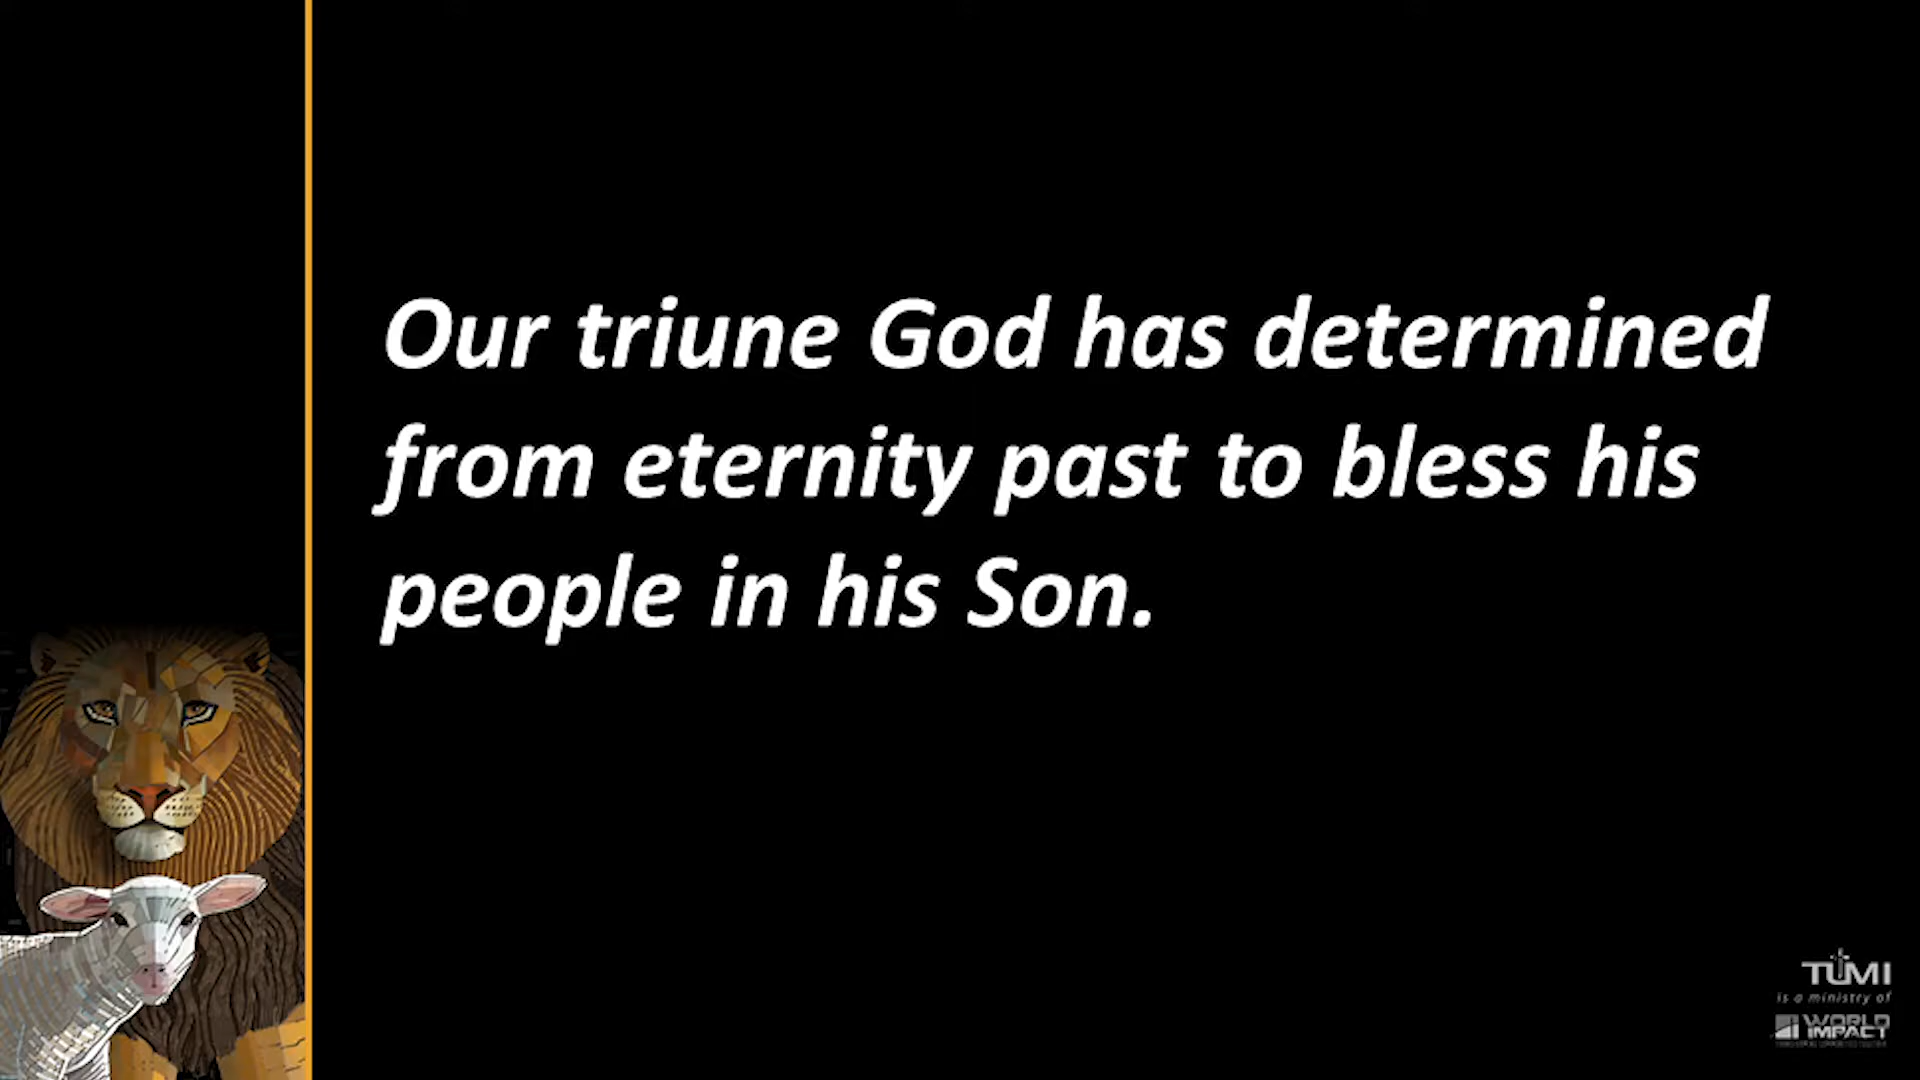 Our triune God has determined
from eternity past to bless his
people in his Son.
TUMI
is a ministry of
WORLD
IMPACT